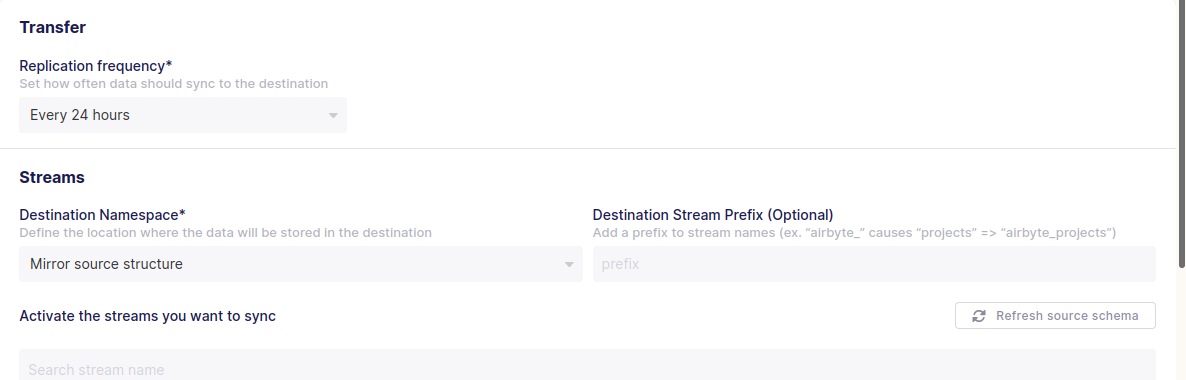 Transfer
Replication frequency*
Set how often data should sync to the destination
Every 24 hours
Streams
Destination Namespace*
Define the location where the data will be stored in the destination
Mirror source structure
Destination Stream Prefix (Optional)
Add a prefix to stream names (ex. “airbyte_” causes “projects” => “airbyte_projects”)
prefix
Activate the streams you want to sync
Refresh source schema
Search stream name